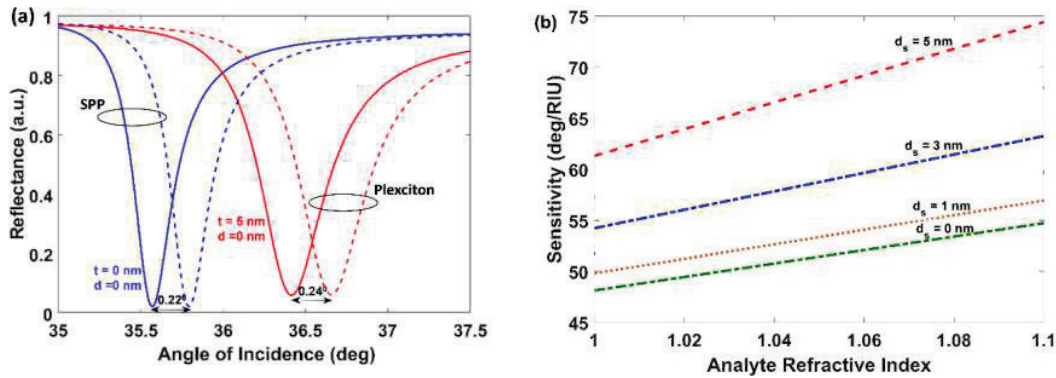 (a)
1
0.8
0.6
0.4
0.2
0
Reflectance (a.u.)
SPP
Plexciton
t = 0 nm
d =0 nm
t = 5 nm
d =0 nm
0.22⁰
0.24⁰
35
35.5
36
36.5
37
37.5
Angle of Incidence (deg)
(b)
75
70
65
60
55
50
45
Sensitivity (deg/RIU)
dₛ = 5 nm
dₛ = 3 nm
dₛ = 1 nm
dₛ = 0 nm
1
1.02
1.04
1.06
1.08
1.1
Analyte Refractive Index